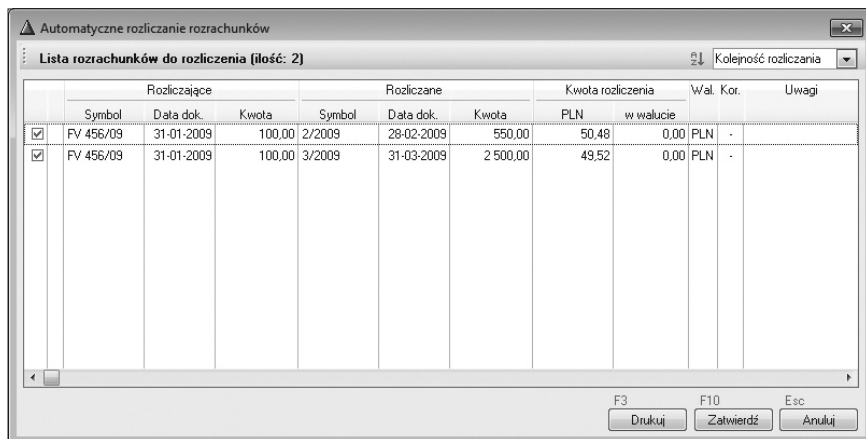 Automatyczne rozliczanie rozrachunków
Lista rozrachunków do rozliczenia (ilość: 2) Kolejność rozliczania
Rozliczające Rozliczane Kwota rozliczenia Wal. Kor. Uwagi
Symbol Data dok. Kwota Symbol Data dok. Kwota PLN w walucie
FV 456/09 31-01-2009 100,00 2/2009 28-02-2009 550,00 50,48 0,00 PLN -
FV 456/09 31-01-2009 100,00 3/2009 31-03-2009 2 500,00 49,52 0,00 PLN -
F3 F10 Esc
Drukuj Zatwierdź Anuluj